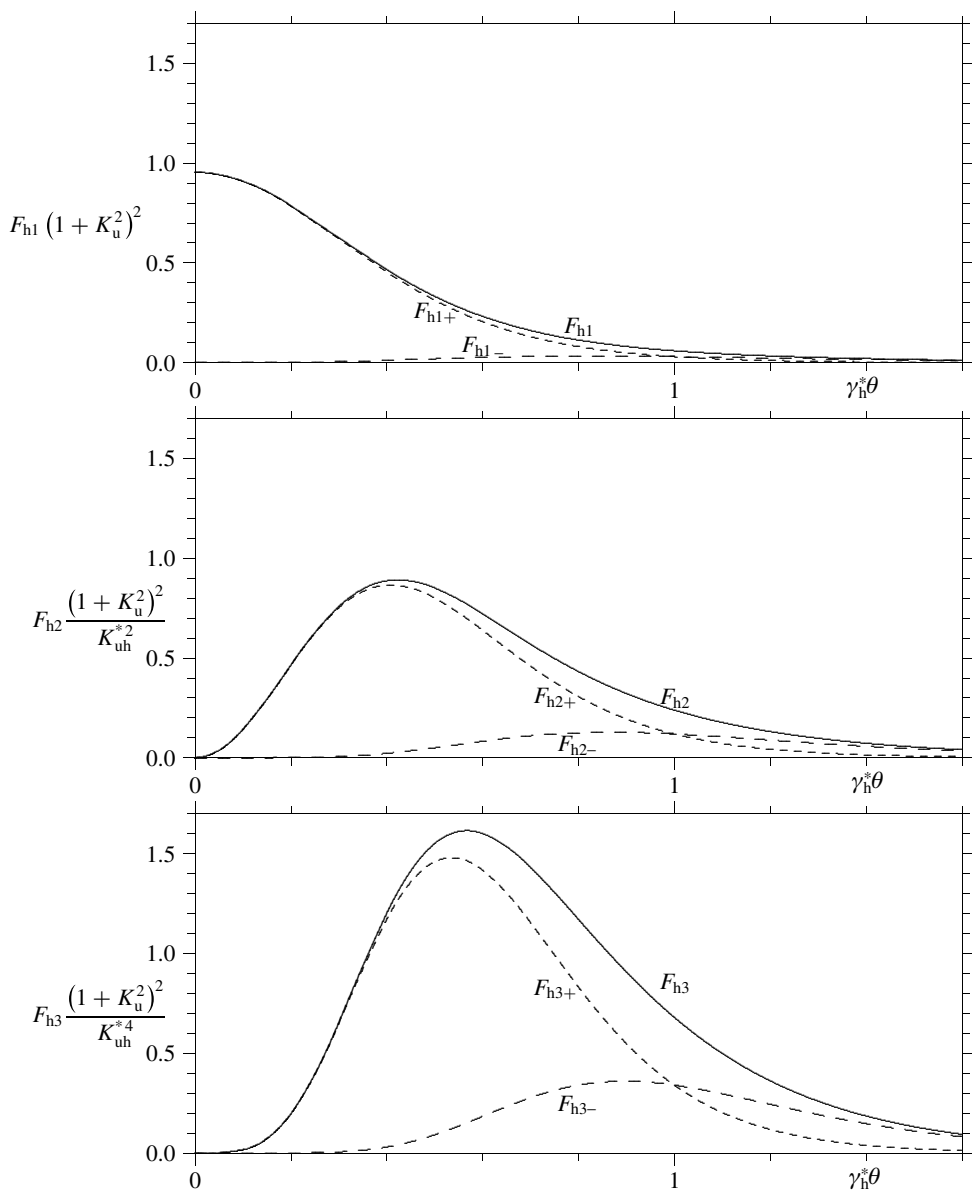 1.5
1.0
F_h1 (1 + K_u^2)^2
0.5
F_h1+
F_h1
F_h1−
0.0
0
1
γ_h^*θ
1.5
1.0
F_h2 (1 + K_u^2)^2 / K_uh^*2
0.5
F_h2+
F_h2
F_h2−
0.0
0
1
γ_h^*θ
1.5
1.0
F_h3 (1 + K_u^2)^2 / K_uh^*4
F_h3+
F_h3
0.5
F_h3−
0.0
0
1
γ_h^*θ